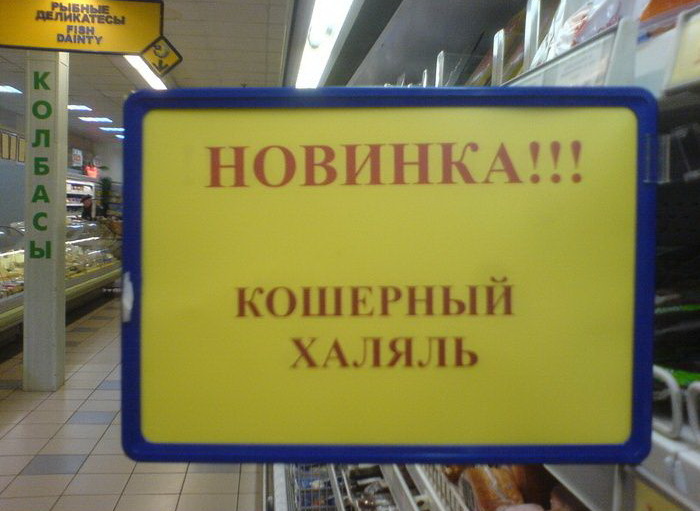 РЫБНЫЕ
ДЕЛИКАТЕСЫ
FISH
DAINTY
КОЛБАСЫ
НОВИНКА!!!
КОШЕРНЫЙ
ХАЛЯЛЬ